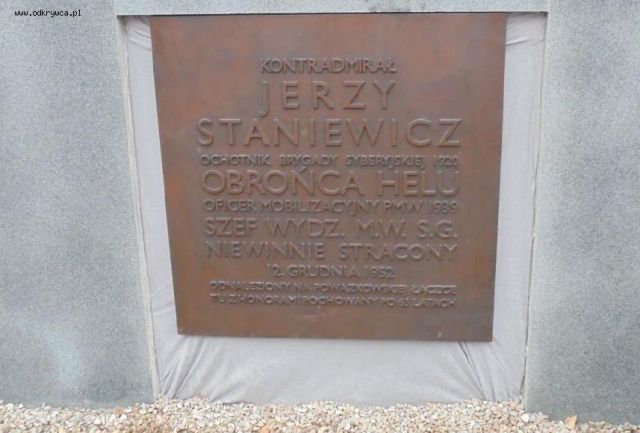 www.odkrywca.pl
KONTRADMIRAŁ
JERZY
STANIEWICZ
OCHOTNIK BRYGADY SYBERYJSKIEJ 1920
OBROŃCA HELU
OFICER MOBILIZACYJNY PMW 1939
SZEF WYDZ. M.W. S.G.
NIEWINNIE STRACONY
12. GRUDNIA 1952
ODNALEZIONY NA POWĄZKOWSKIEJ ŁĄCZCE
TU Z HONORAMI POCHOWANY PO 65 LATACH